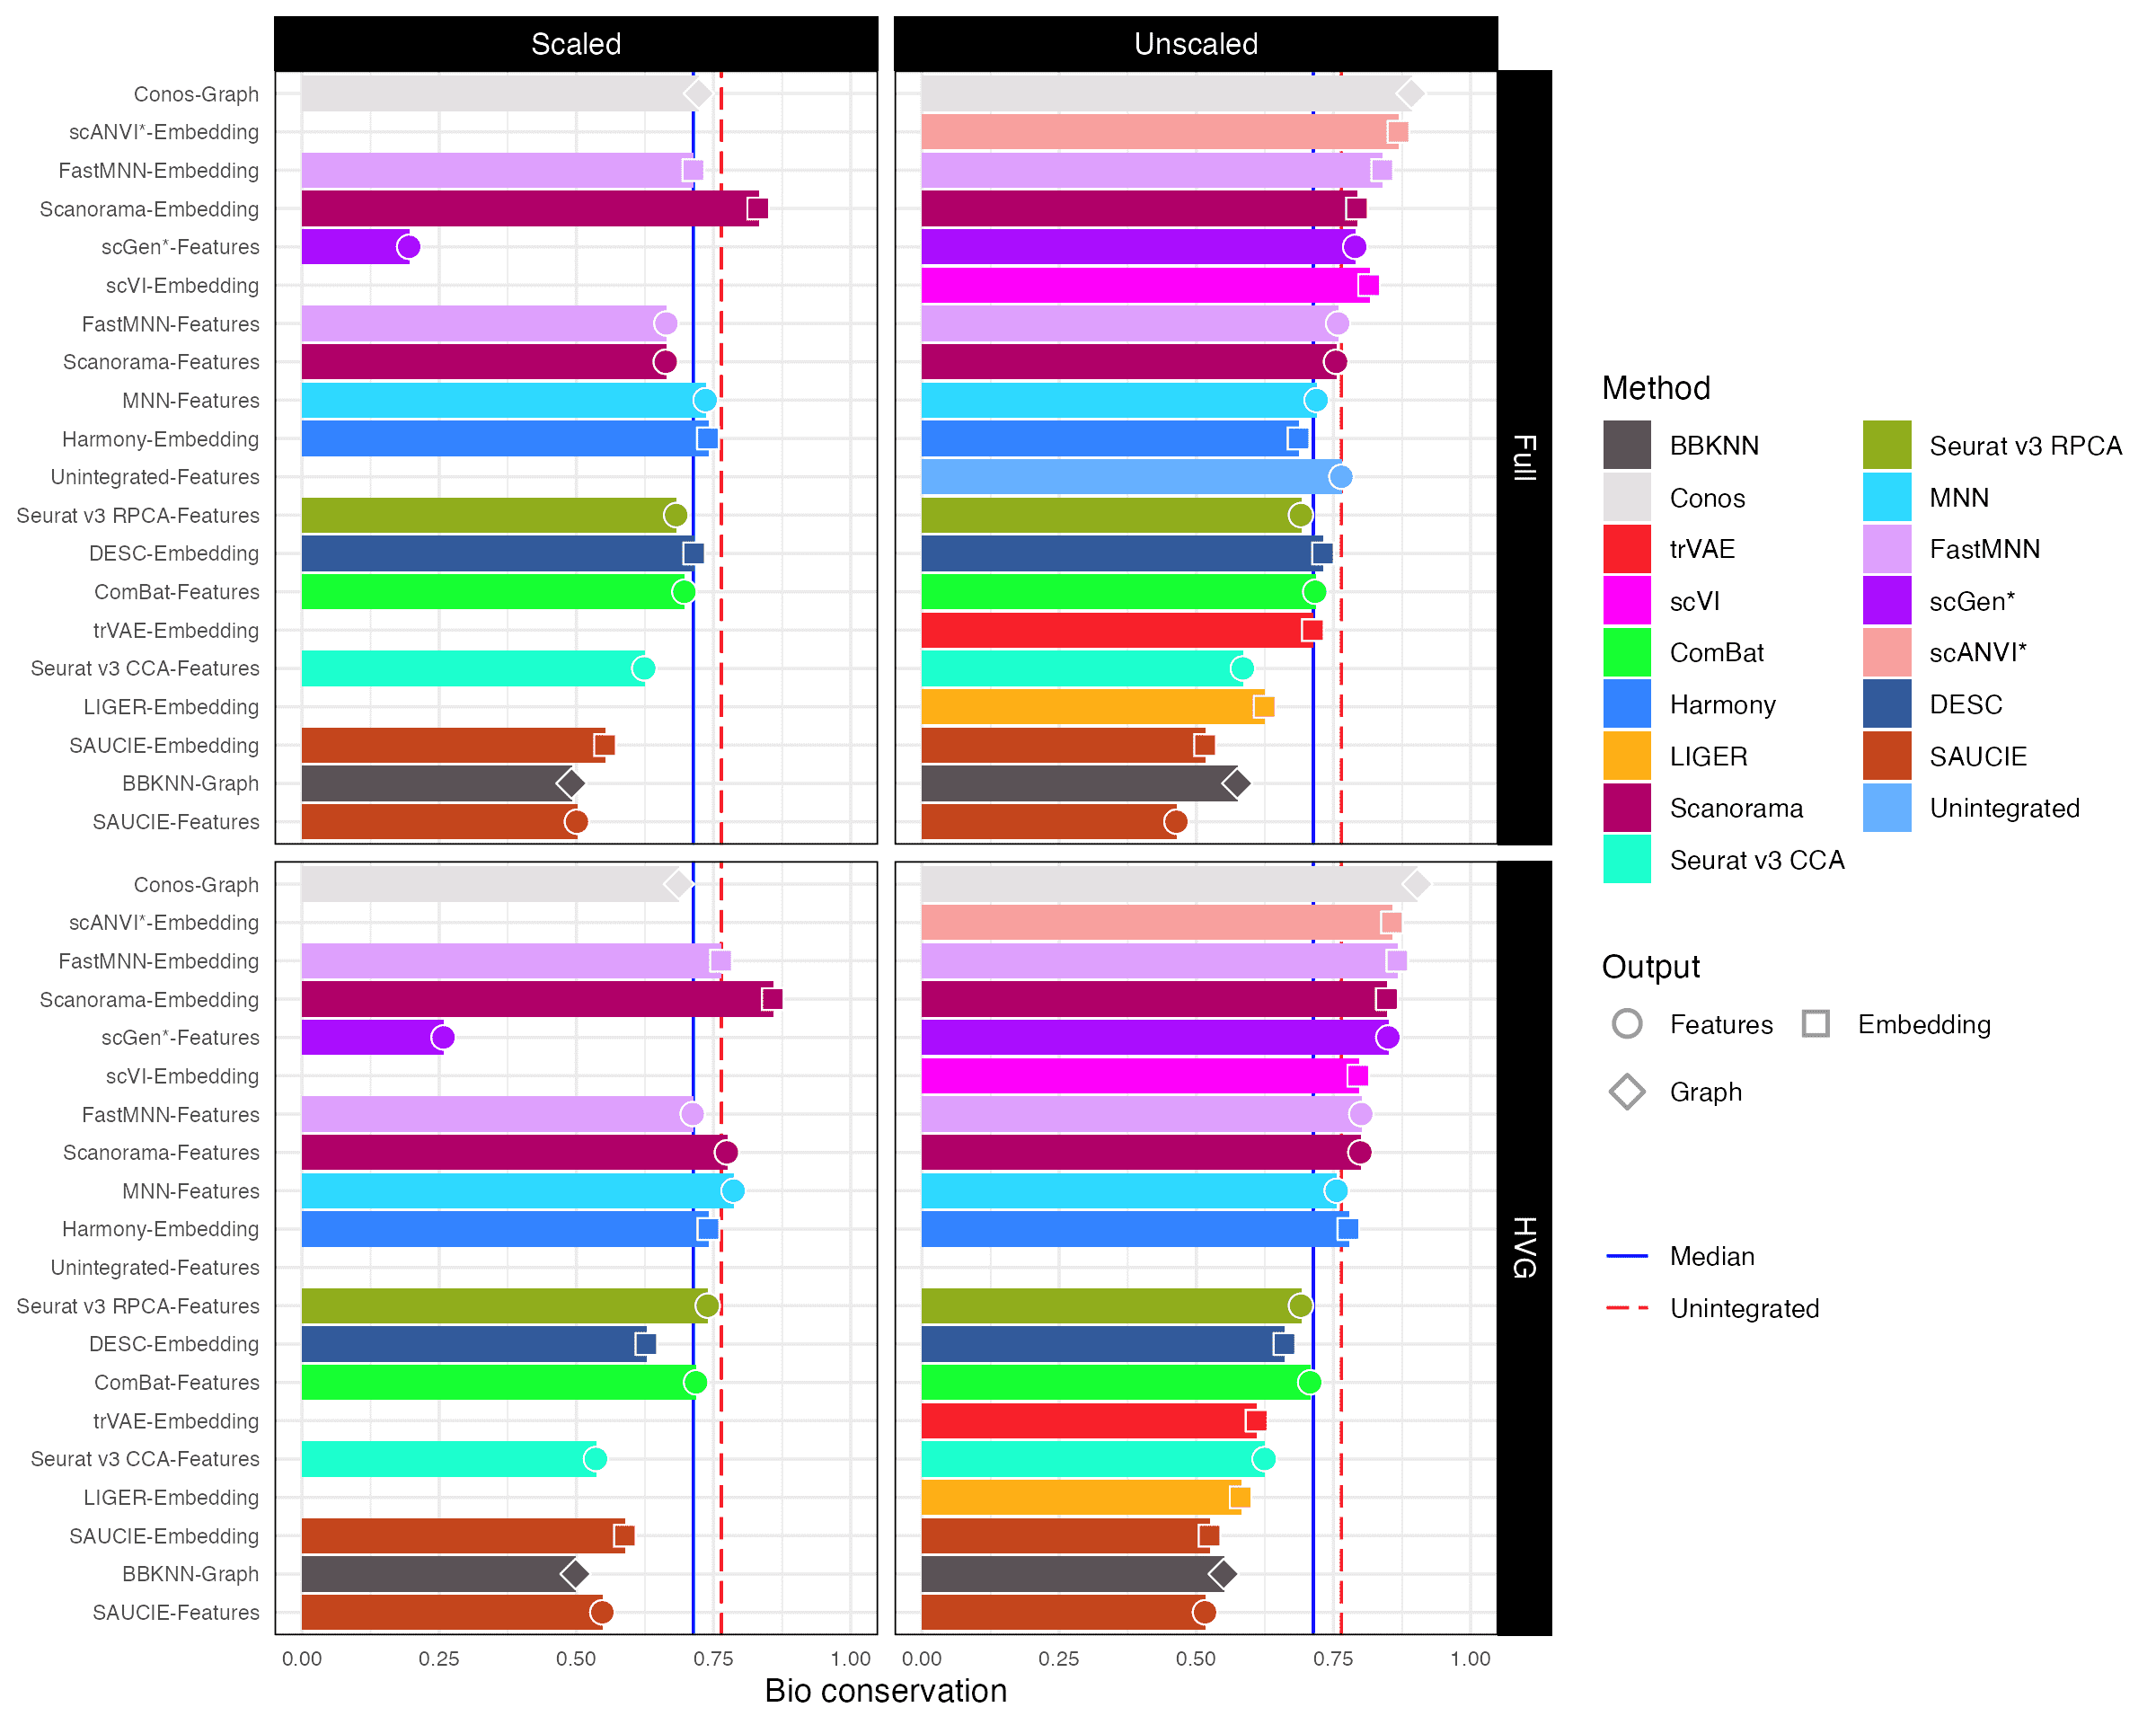 Scaled
Unscaled
Conos-Graph
scANVI*-Embedding
FastMNN-Embedding
Scanorama-Embedding
scGen*-Features
scVI-Embedding
FastMNN-Features
Scanorama-Features
MNN-Features
Harmony-Embedding
Unintegrated-Features
Seurat v3 RPCA-Features
DESC-Embedding
ComBat-Features
trVAE-Embedding
Seurat v3 CCA-Features
LIGER-Embedding
SAUCIE-Embedding
BBKNN-Graph
SAUCIE-Features
Full
Conos-Graph
scANVI*-Embedding
FastMNN-Embedding
Scanorama-Embedding
scGen*-Features
scVI-Embedding
FastMNN-Features
Scanorama-Features
MNN-Features
Harmony-Embedding
Unintegrated-Features
Seurat v3 RPCA-Features
DESC-Embedding
ComBat-Features
trVAE-Embedding
Seurat v3 CCA-Features
LIGER-Embedding
SAUCIE-Embedding
BBKNN-Graph
SAUCIE-Features
HVG
0.00 0.25 0.50 0.75 1.00 0.00 0.25 0.50 0.75 1.00
Bio conservation
Method
BBKNN
Conos
trVAE
scVI
ComBat
Harmony
LIGER
Scanorama
Seurat v3 CCA
Seurat v3 RPCA
MNN
FastMNN
scGen*
scANVI*
DESC
SAUCIE
Unintegrated
Output
Features
Embedding
Graph
Median
Unintegrated